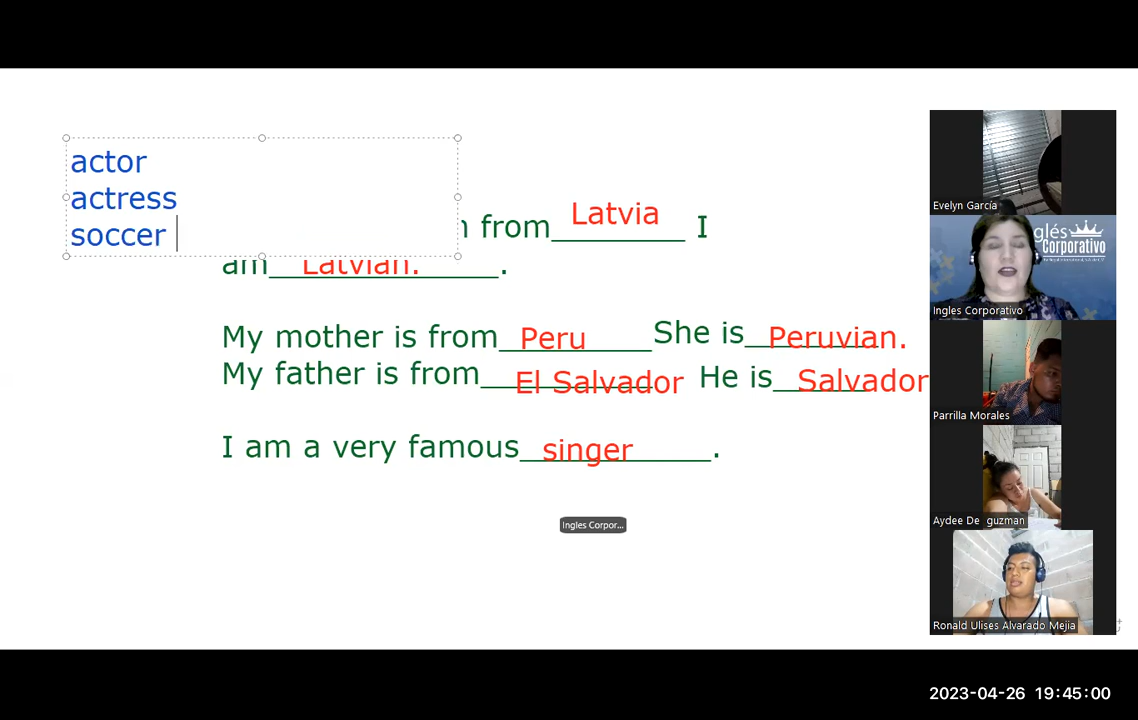 actor
actress
soccer
from Latvia I
am Latvian. .
My mother is from Peru She is Peruvian.
My father is from El Salvador He is Salvador
I am a very famous singer .
Ingles Corpor...
Evelyn García
glés
Corporativo
Ingles Corporativo
Parrilla Morales
Aydee De guzman
Ronald Ulises Alvarado Mejia
2023-04-26 19:45:00